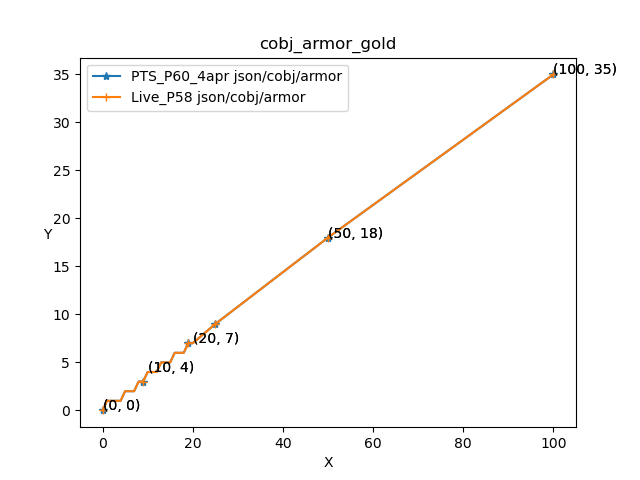 cobj_armor_gold
PTS_P60_4apr json/cobj/armor
Live_P58 json/cobj/armor
(100, 35)
35
30
25
20
(50, 18)
Y
15
10
(20, 7)
5
(10, 4)
(0, 0)
0
0 20 40 60 80 100
X